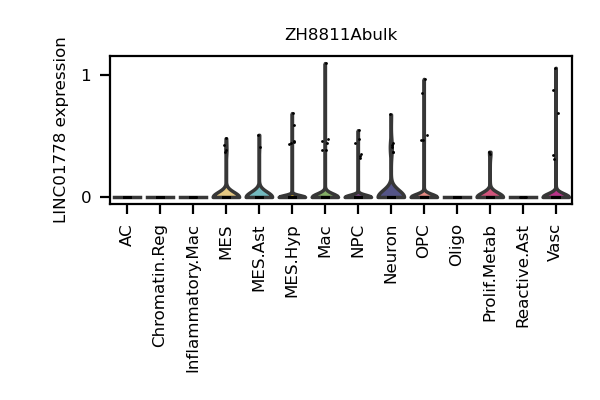 ZH8811Abulk
LINC01778 expression
1
0
AC
Chromatin.Reg
Inflammatory.Mac
MES
MES.Ast
MES.Hyp
Mac
NPC
Neuron
OPC
Oligo
Prolif.Metab
Reactive.Ast
Vasc